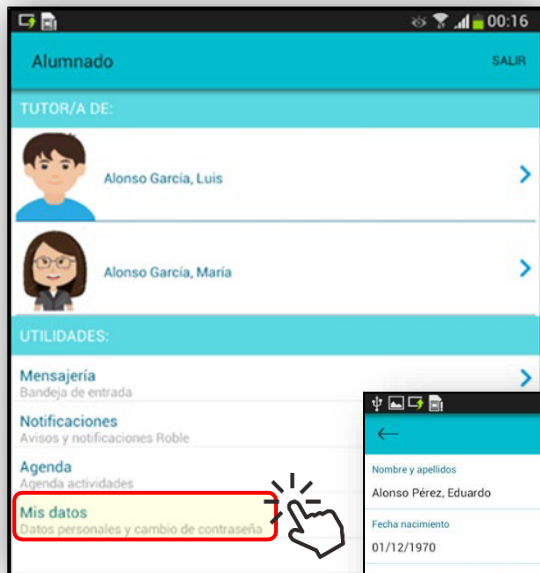 00:16
Alumnado
SALIR
TUTOR/A DE:
Alonso García, Luis
Alonso García, María
UTILIDADES:
Mensajería
Bandeja de entrada
Notificaciones
Avisos y notificaciones Roble
Agenda
Agenda actividades
Mis datos
Datos personales y cambio de contraseña
Nombre y apellidos
Alonso Pérez, Eduardo
Fecha nacimiento
01/12/1970